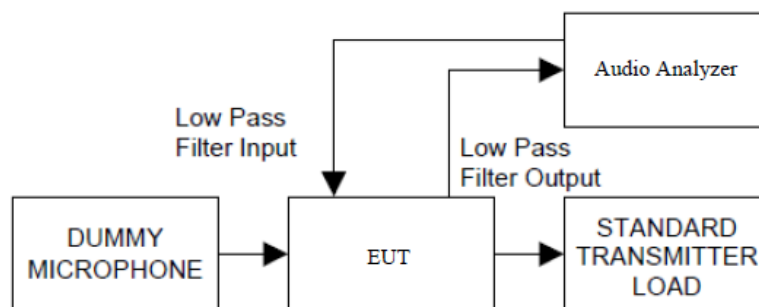 Audio Analyzer
Low Pass
Filter Input
Low Pass
Filter Output
DUMMY
MICROPHONE
EUT
STANDARD
TRANSMITTER
LOAD